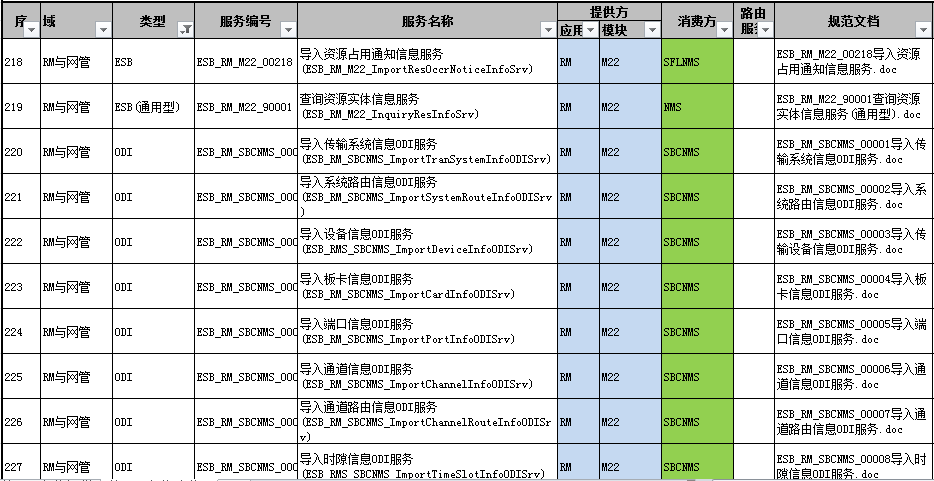 序 域 类型 服务编号 服务名称 提供方 消费方 路由服务 规范文档
应用 模块
218 RM与网管 ESB ESB_RM_M22_00218 导入资源占用通知信息服务 RM M22 SFLNMS ESB_RM_M22_00218导入资源
(ESB_RM_M22_ImportResOccrNoticeInfoSrv) 占用通知信息服务.doc
219 RM与网管 ESB(通用型) ESB_RM_M22_90001 查询资源实体信息服务 RM M22 NMS ESB_RM_M22_90001查询资源
(ESB_RM_M22_InquiryResInfoSrv) 实体信息服务(通用型).doc
220 RM与网管 ODI ESB_RM_SBCNMS_000 导入传输系统信息ODI服务 RM M22 SBCNMS ESB_RM_SBCNMS_00001导入传
(ESB_RM_SBCNMS_ImportTranSystemInfoODISrv) 输系统信息ODI服务.doc
221 RM与网管 ODI ESB_RM_SBCNMS_000 导入系统路由信息ODI服务 RM M22 SBCNMS ESB_RM_SBCNMS_00002导入系
(ESB_RM_SBCNMS_ImportSystemRouteInfoODISrv 统路由信息ODI服务.doc
)
222 RM与网管 ODI ESB_RM_SBCNMS_000 导入设备信息ODI服务 RM M22 SBCNMS ESB_RM_SBCNMS_00003导入传
(ESB_RMS_SBCNMS_ImportDeviceInfoODISrv) 输设备信息ODI服务.doc
223 RM与网管 ODI ESB_RM_SBCNMS_000 导入板卡信息ODI服务 RM M22 SBCNMS ESB_RM_SBCNMS_00004导入板
(ESB_RM_SBCNMS_ImportCardInfoODISrv) 卡信息ODI服务.doc
224 RM与网管 ODI ESB_RM_SBCNMS_000 导入端口信息ODI服务 RM M22 SBCNMS ESB_RM_SBCNMS_00005导入端
(ESB_RM_SBCNMS_ImportPortInfoODISrv) 口信息ODI服务.doc
225 RM与网管 ODI ESB_RM_SBCNMS_000 导入通道信息ODI服务 RM M22 SBCNMS ESB_RM_SBCNMS_00006导入通
(ESB_RM_SBCNMS_ImportChannelInfoODISrv) 道信息ODI服务.doc
226 RM与网管 ODI ESB_RM_SBCNMS_000 导入通道路由信息ODI服务 RM M22 SBCNMS ESB_RM_SBCNMS_00007导入通
(ESB_RM_SBCNMS_ImportChannelRouteInfoODISr 道路由信息ODI服务.doc
v)
227 RM与网管 ODI ESB_RM_SBCNMS_000 导入时隙信息ODI服务 RM M22 SBCNMS ESB_RM_SBCNMS_00008导入时
(ESB_RMS_SBCNMS_ImportTimeSlotInfoODISrv) 隙信息ODI服务.doc